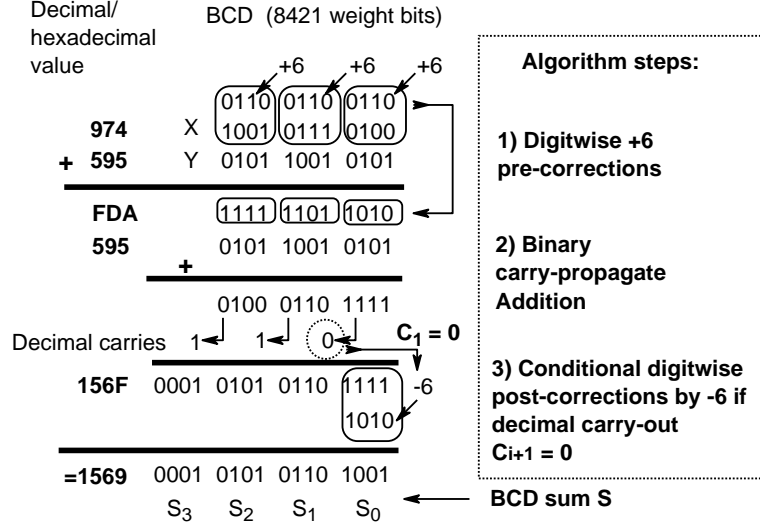 Decimal/
hexadecimal
value
BCD (8421 weight bits)
+6 +6 +6
0110 0110 0110
974 X 1001 0111 0100
+ 595 Y 0101 1001 0101
FDA 1111 1101 1010
595 0101 1001 0101
+
0100 0110 1111
Decimal carries 1 1 0 C1 = 0
156F 0001 0101 0110 1111 -6
1010
=1569 0001 0101 0110 1001
S3 S2 S1 S0
BCD sum S
Algorithm steps:
1) Digitwise +6
pre-corrections
2) Binary
carry-propagate
Addition
3) Conditional digitwise
post-corrections by -6 if
decimal carry-out
Ci+1 = 0